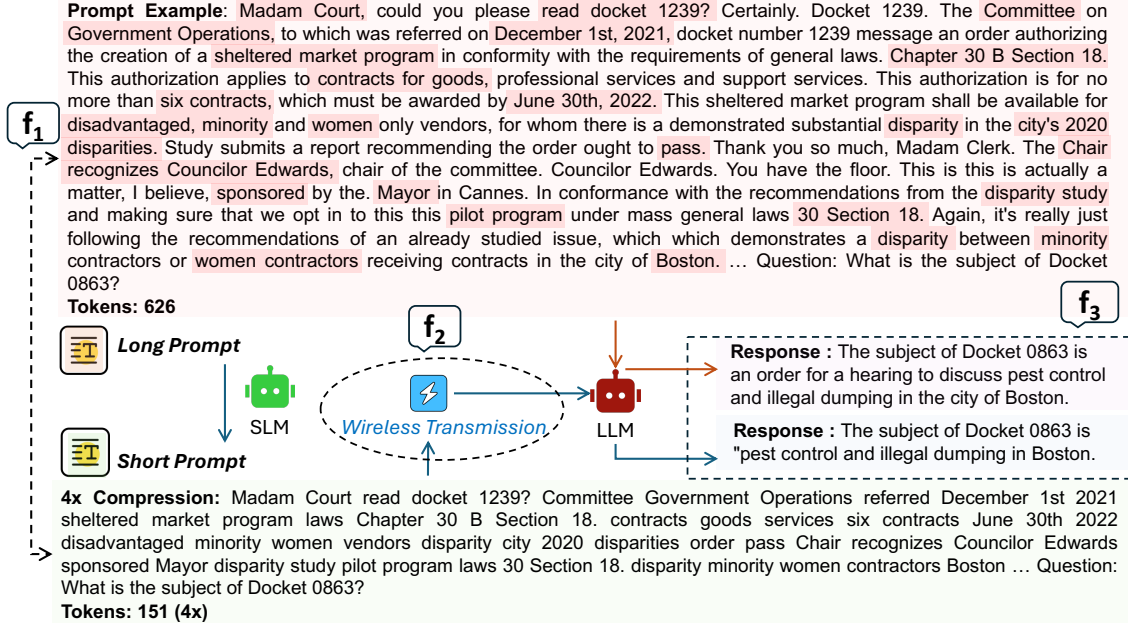 Prompt Example: Madam Court, could you please read docket 1239? Certainly. Docket 1239. The Committee on
Government Operations, to which was referred on December 1st, 2021, docket number 1239 message an order authorizing
the creation of a sheltered market program in conformity with the requirements of general laws. Chapter 30 B Section 18.
This authorization applies to contracts for goods, professional services and support services. This authorization is for no
more than six contracts, which must be awarded by June 30th, 2022. This sheltered market program shall be available for
disadvantaged, minority and women only vendors, for whom there is a demonstrated substantial disparity in the city's 2020
disparities. Study submits a report recommending the order ought to pass. Thank you so much, Madam Clerk. The Chair
recognizes Councilor Edwards, chair of the committee. Councilor Edwards. You have the floor. This is this is actually a
matter, I believe, sponsored by the. Mayor in Cannes. In conformance with the recommendations from the disparity study
and making sure that we opt in to this this pilot program under mass general laws 30 Section 18. Again, it's really just
following the recommendations of an already studied issue, which which demonstrates a disparity between minority
contractors or women contractors receiving contracts in the city of Boston. … Question: What is the subject of Docket
0863?
Tokens: 626
f1
f2
f3
Long Prompt
SLM
Short Prompt
Wireless Transmission
LLM
Response : The subject of Docket 0863 is
an order for a hearing to discuss pest control
and illegal dumping in the city of Boston.
Response : The subject of Docket 0863 is
"pest control and illegal dumping in Boston.
4x Compression: Madam Court read docket 1239? Committee Government Operations referred December 1st 2021
sheltered market program laws Chapter 30 B Section 18. contracts goods services six contracts June 30th 2022
disadvantaged minority women vendors disparity city 2020 disparities order pass Chair recognizes Councilor Edwards
sponsored Mayor disparity study pilot program laws 30 Section 18. disparity minority women contractors Boston … Question:
What is the subject of Docket 0863?
Tokens: 151 (4x)